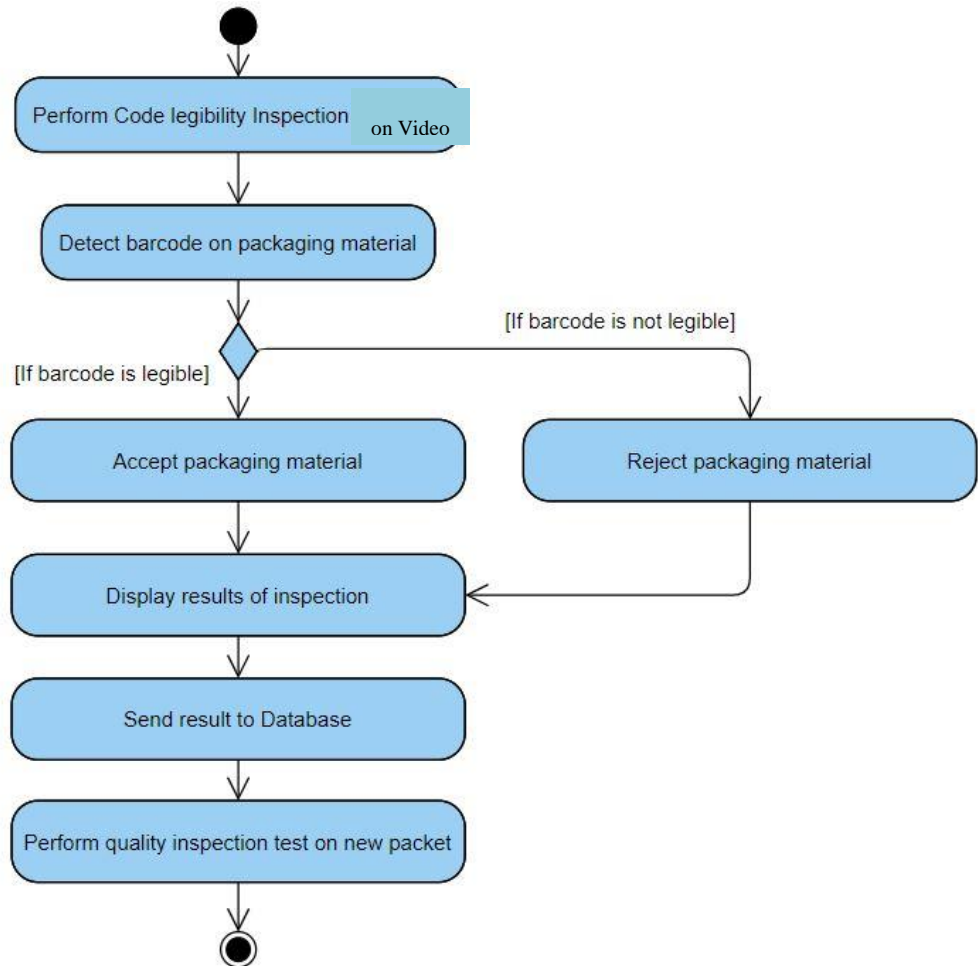 Perform Code legibility Inspection on Video
Detect barcode on packaging material
[If barcode is not legible]
[If barcode is legible]
Accept packaging material
Reject packaging material
Display results of inspection
Send result to Database
Perform quality inspection test on new packet